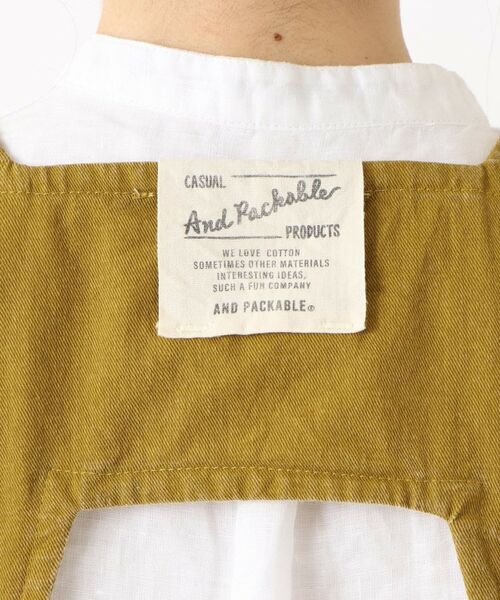 CASUAL
And Packable
PRODUCTS
WE LOVE COTTON
SOMETIMES OTHER MATERIALS
INTERESTING IDEAS,
SUCH A FUN COMPANY
AND PACKABLE®